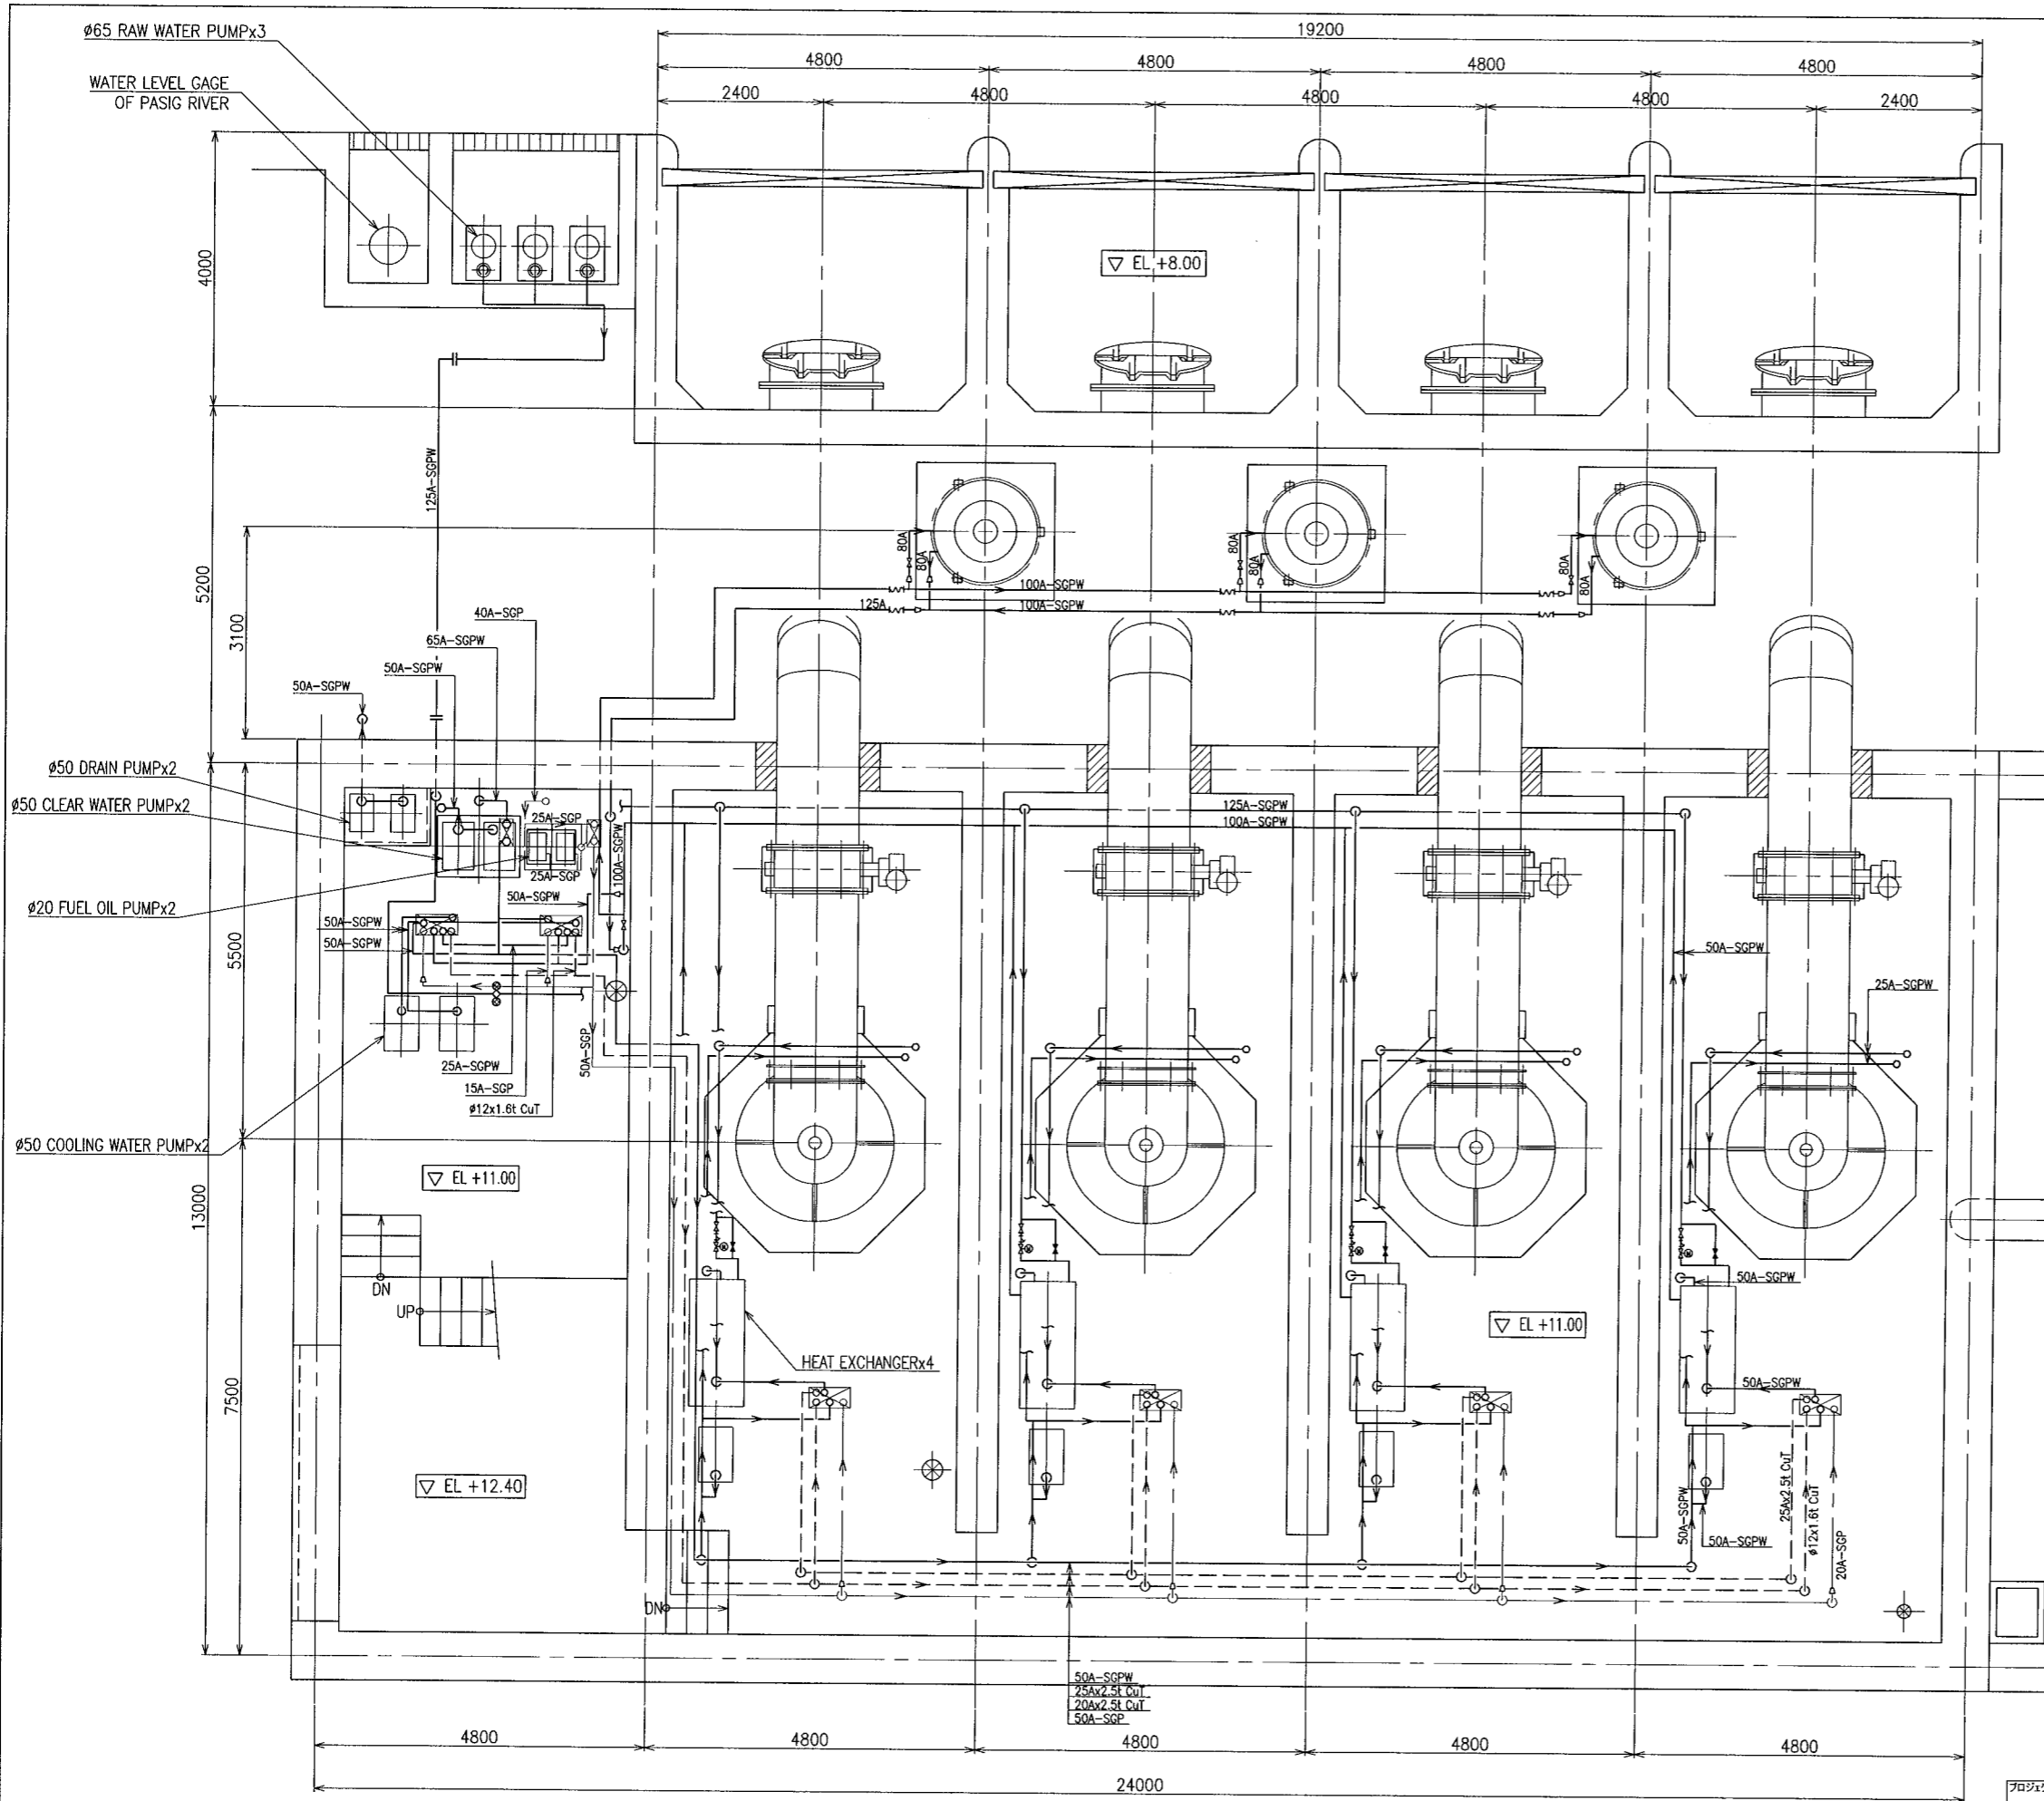 ø65 RAW WATER PUMPx3
WATER LEVEL GAGE
OF PASIG RIVER
19200
4800
4800
4800
4800
2400
4800
4800
4800
2400
4000
▽ EL +8.00
125A-SGPW
5200
3100
80A
80A
80A
80A
80A
80A
100A-SGPW
125A
100A-SGPW
40A-SGP
65A-SGPW
50A-SGPW
50A-SGPW
ø50 DRAIN PUMPx2
ø50 CLEAR WATER PUMPx2
125A-SGPW
100A-SGPW
25A-SGP
25A-SGP
100A-SGPW
50A-SGPW
ø20 FUEL OIL PUMPx2
50A-SGPW
50A-SGPW
5500
50A-SGPW
25A-SGPW
50A-SGP
25A-SGPW
15A-SGP
ø12x1.6t CuT
ø50 COOLING WATER PUMPx2
▽ EL +11.00
13000
DN
UP
50A-SGPW
▽ EL +11.00
HEAT EXCHANGERx4
7500
50A-SGPW
▽ EL +12.40
50A-SGPW
25Ax2.5t CuT
ø12x1.6t CuT
50A-SGPW
20A-SGP
DN
50A-SGPW
25Ax2.5t CuT
20Ax2.5t CuT
50A-SGP
4800
4800
4800
4800
4800
24000